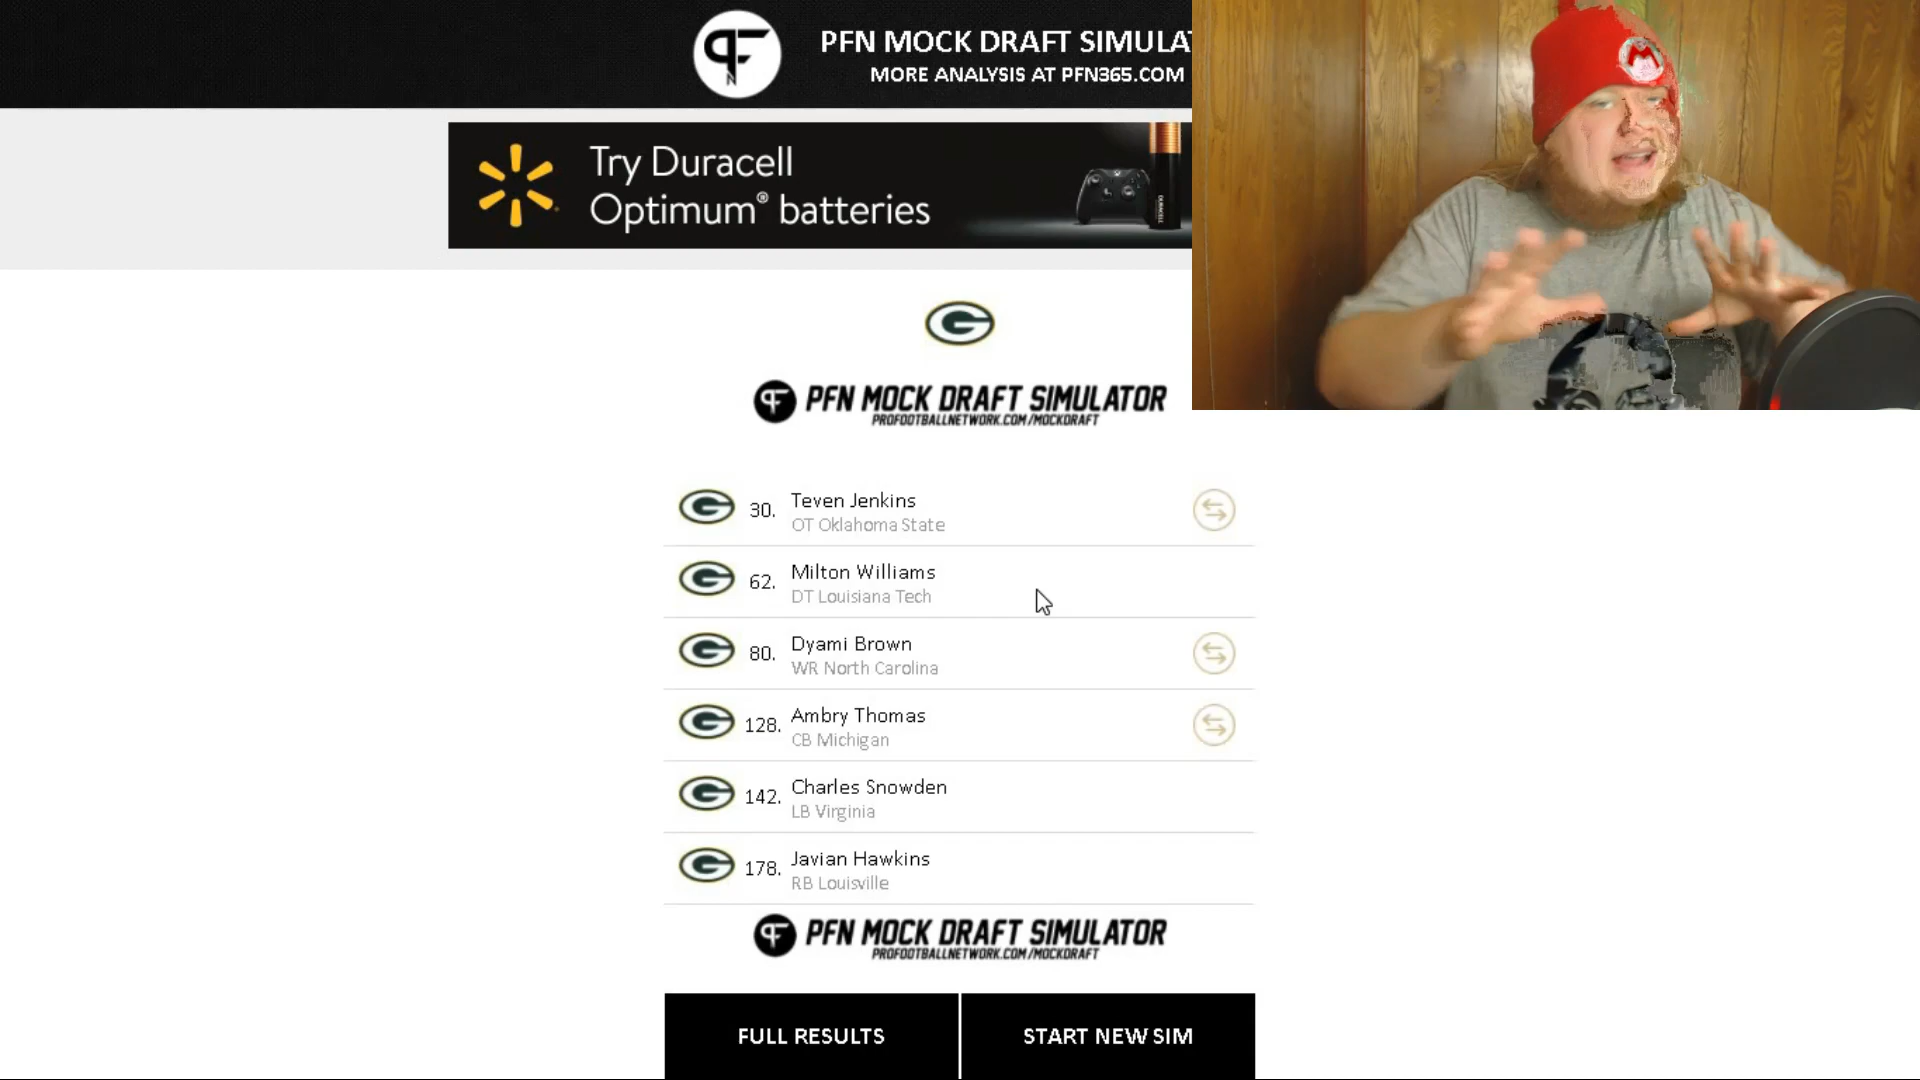 PFN MOCK DRAFT SIMULAT
MORE ANALYSIS AT PFN365.COM
Try Duracell
Optimum® batteries
DURACELL
M
PFN MOCK DRAFT SIMULATOR
PROFOOTBALLNETWORK.COM/MOCKDRAFT
30. Teven Jenkins
OT Oklahoma State
62. Milton Williams
DT Louisiana Tech
80. Dyami Brown
WR North Carolina
128. Ambry Thomas
CB Michigan
142. Charles Snowden
LB Virginia
178. Javian Hawkins
RB Louisville
PFN MOCK DRAFT SIMULATOR
PROFOOTBALLNETWORK.COM/MOCKDRAFT
FULL RESULTS
START NEW SIM